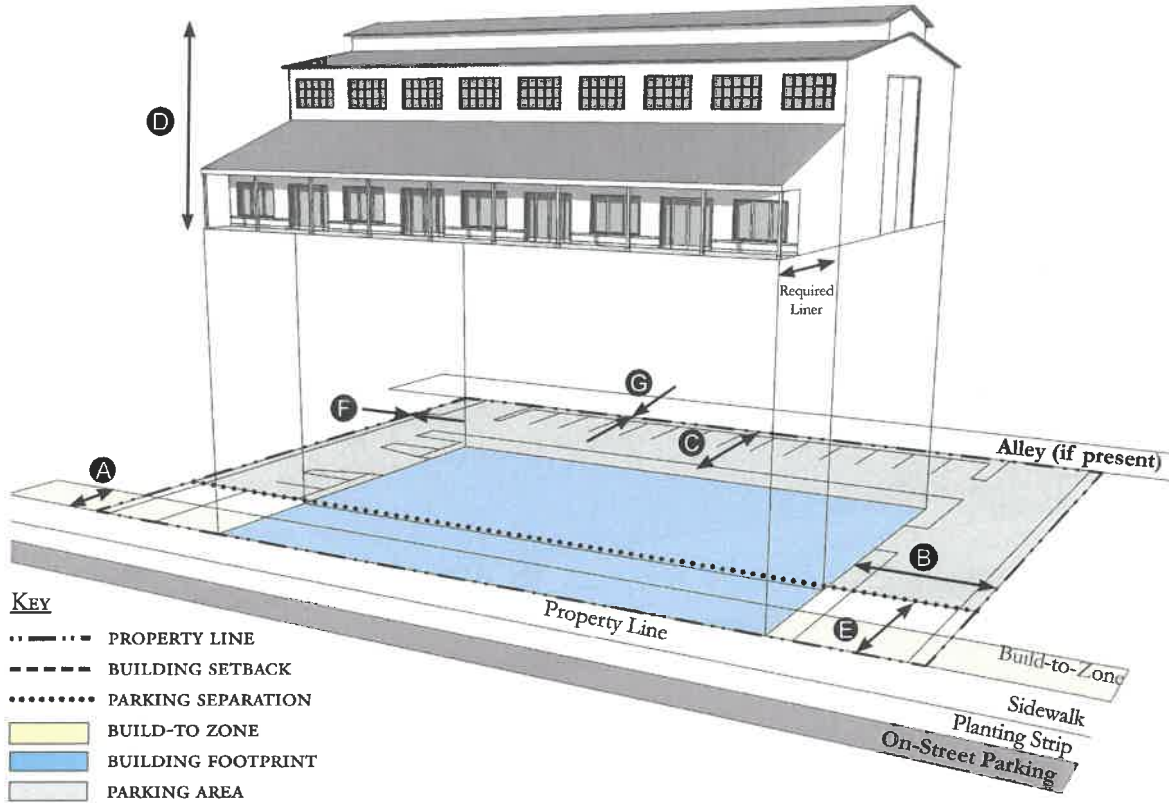 D
Required
Liner
G
F
C
A
Alley (if present)
B
E
Property Line
Build-to-Zone
Sidewalk
Planting Strip
On-Street Parking
KEY
PROPERTY LINE
BUILDING SETBACK
PARKING SEPARATION
BUILD-TO ZONE
BUILDING FOOTPRINT
PARKING AREA